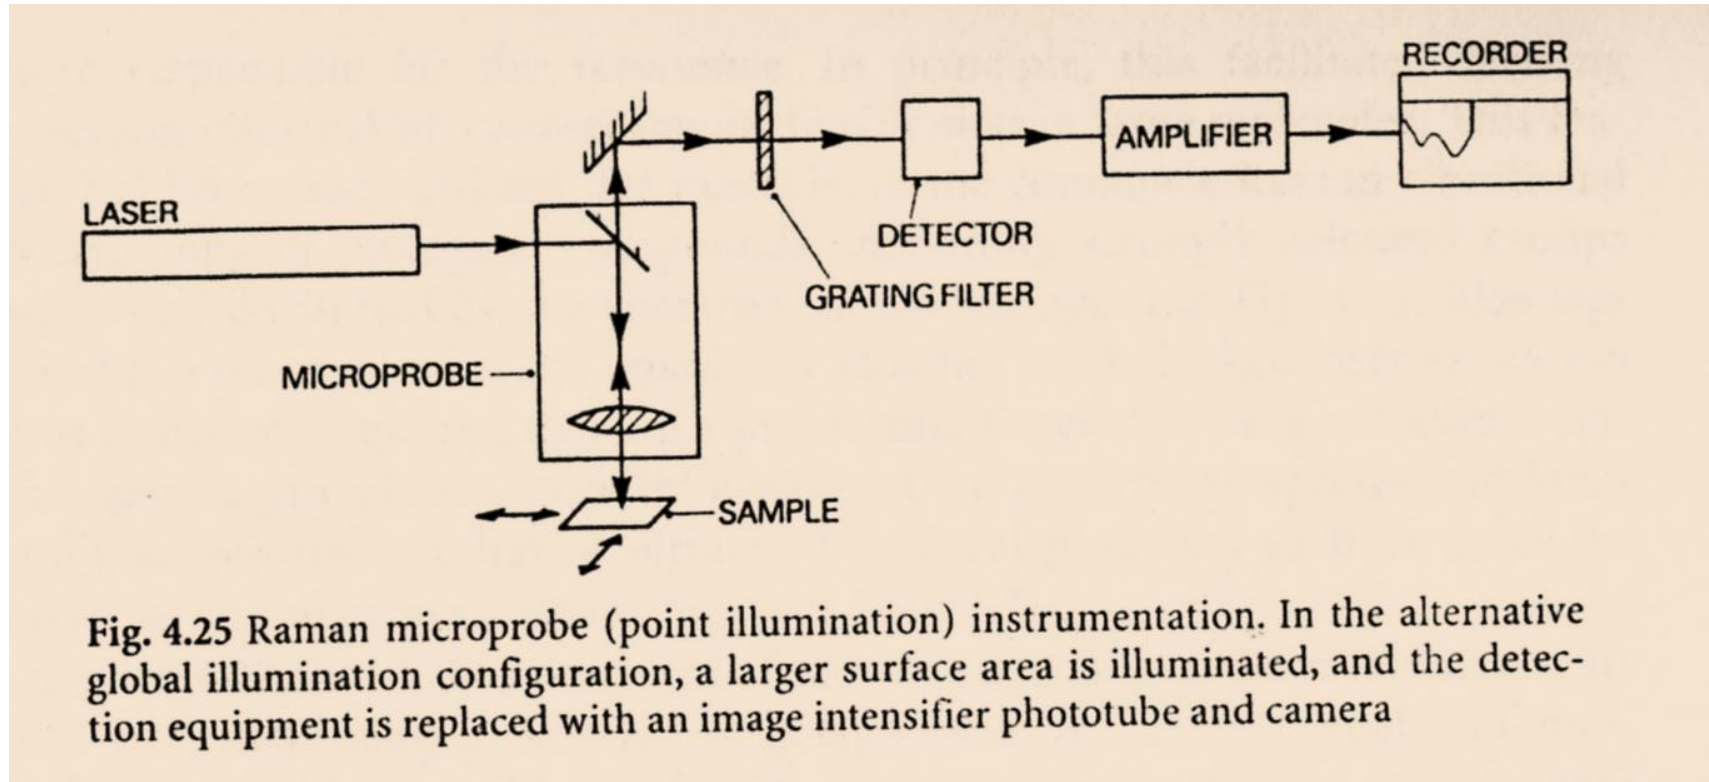 RECORDER
AMPLIFIER
LASER
DETECTOR
GRATING FILTER
MICROPROBE
SAMPLE
Fig. 4.25 Raman microprobe (point illumination) instrumentation. In the alternative
global illumination configuration, a larger surface area is illuminated, and the detec-
tion equipment is replaced with an image intensifier phototube and camera